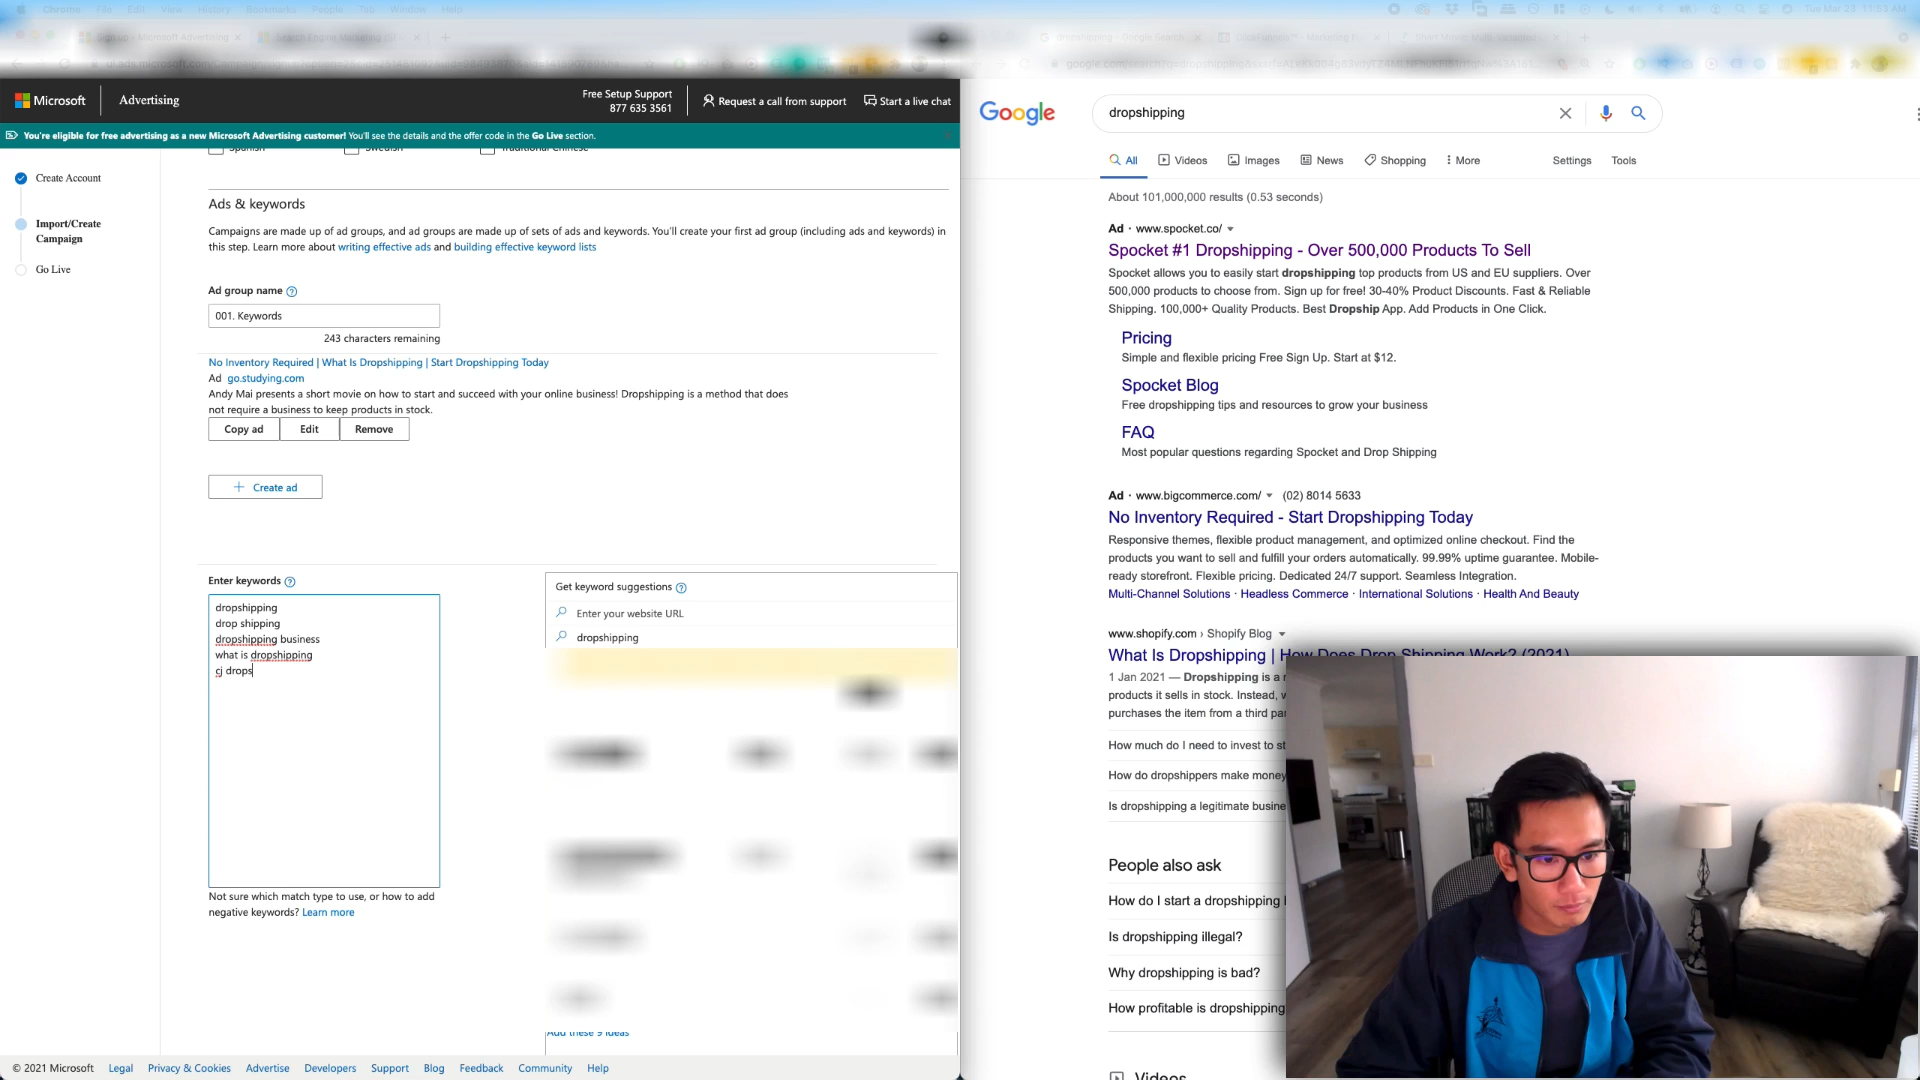 Microsoft
Advertising
Free Setup Support
877 635 3561
Request a call from support
Start a live chat
You're eligible for free advertising as a new Microsoft Advertising customer! You'll see the details and the offer code in the Go Live section.
Create Account
Import/Create
Campaign
Go Live
Spanish
Swedish
Traditional Chinese
Ads & keywords
Campaigns are made up of ad groups, and ad groups are made up of sets of ads and keywords. You'll create your first ad group (including ads and keywords) in
this step. Learn more about writing effective ads and building effective keyword lists
Ad group name
001. Keywords
243 characters remaining
No Inventory Required | What Is Dropshipping | Start Dropshipping Today
Ad go.studying.com
Andy Mai presents a short movie on how to start and succeed with your online business! Dropshipping is a method that does
not require a business to keep products in stock.
Copy ad
Edit
Remove
Create ad
Enter keywords
dropshipping
drop shipping
dropshipping business
what is dropshipping
cj drops
Not sure which match type to use, or how to add
negative keywords? Learn more
Get keyword suggestions
Enter your website URL
dropshipping
Add these 9 ideas
© 2021 Microsoft Legal Privacy & Cookies Advertise Developers Support Blog Feedback Community Help
Google
dropshipping
All Videos Images News Shopping More Settings Tools
About 101,000,000 results (0.53 seconds)
Ad · www.spocket.co/
Spocket #1 Dropshipping - Over 500,000 Products To Sell
Spocket allows you to easily start dropshipping top products from US and EU suppliers. Over
500,000 products to choose from. Sign up for free! 30-40% Product Discounts. Fast & Reliable
Shipping. 100,000+ Quality Products. Best Dropship App. Add Products in One Click.
Pricing
Simple and flexible pricing Free Sign Up. Start at $12.
Spocket Blog
Free dropshipping tips and resources to grow your business
FAQ
Most popular questions regarding Spocket and Drop Shipping
Ad · www.bigcommerce.com/ (02) 8014 5633
No Inventory Required - Start Dropshipping Today
Responsive themes, flexible product management, and optimized online checkout. Find the
products you want to sell and fulfill your orders automatically. 99.99% uptime guarantee. Mobile-
ready storefront. Flexible pricing. Dedicated 24/7 support. Seamless Integration.
Multi-Channel Solutions · Headless Commerce · International Solutions · Health And Beauty
www.shopify.com › Shopify Blog
What Is Dropshipping | How Does Drop Shipping Work? (2021)
1 Jan 2021 — Dropshipping is a
products it sells in stock. Instead,
purchases the item from a third
How much do I need to invest to
How do dropshippers make money
Is dropshipping a legitimate
People also ask
How do I start a dropshipping
Is dropshipping illegal?
Why dropshipping is bad?
How profitable is dropshipping
Videos